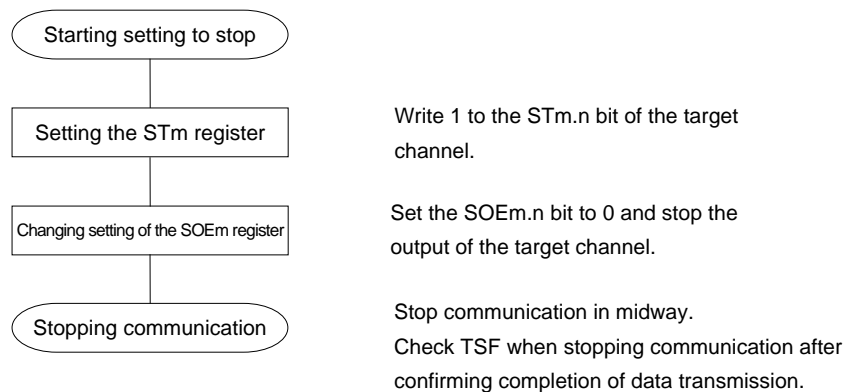 Starting setting to stop
Setting the STm register
Write 1 to the STm.n bit of the target
channel.
Changing setting of the SOEm register
Set the SOEm.n bit to 0 and stop the
output of the target channel.
Stopping communication
Stop communication in midway.
Check TSF when stopping communication after
confirming completion of data transmission.